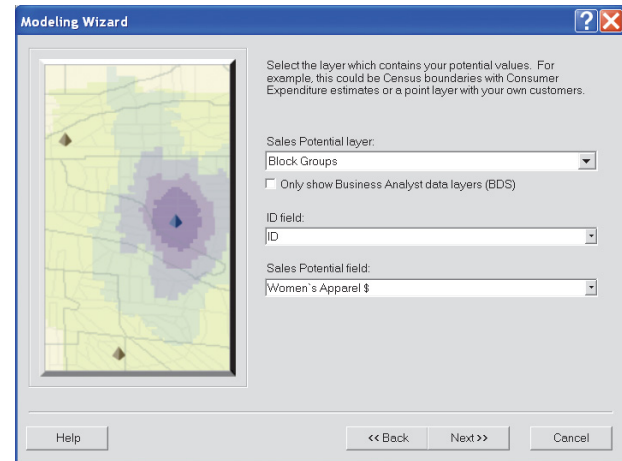 Modeling Wizard
Select the layer which contains your potential values. For
example, this could be Census boundaries with Consumer
Expenditure estimates or a point layer with your own customers.
Sales Potential layer:
Block Groups
Only show Business Analyst data layers (BDS)
ID field:
ID
Sales Potential field:
Women`s Apparel $
Help
<< Back
Next >>
Cancel